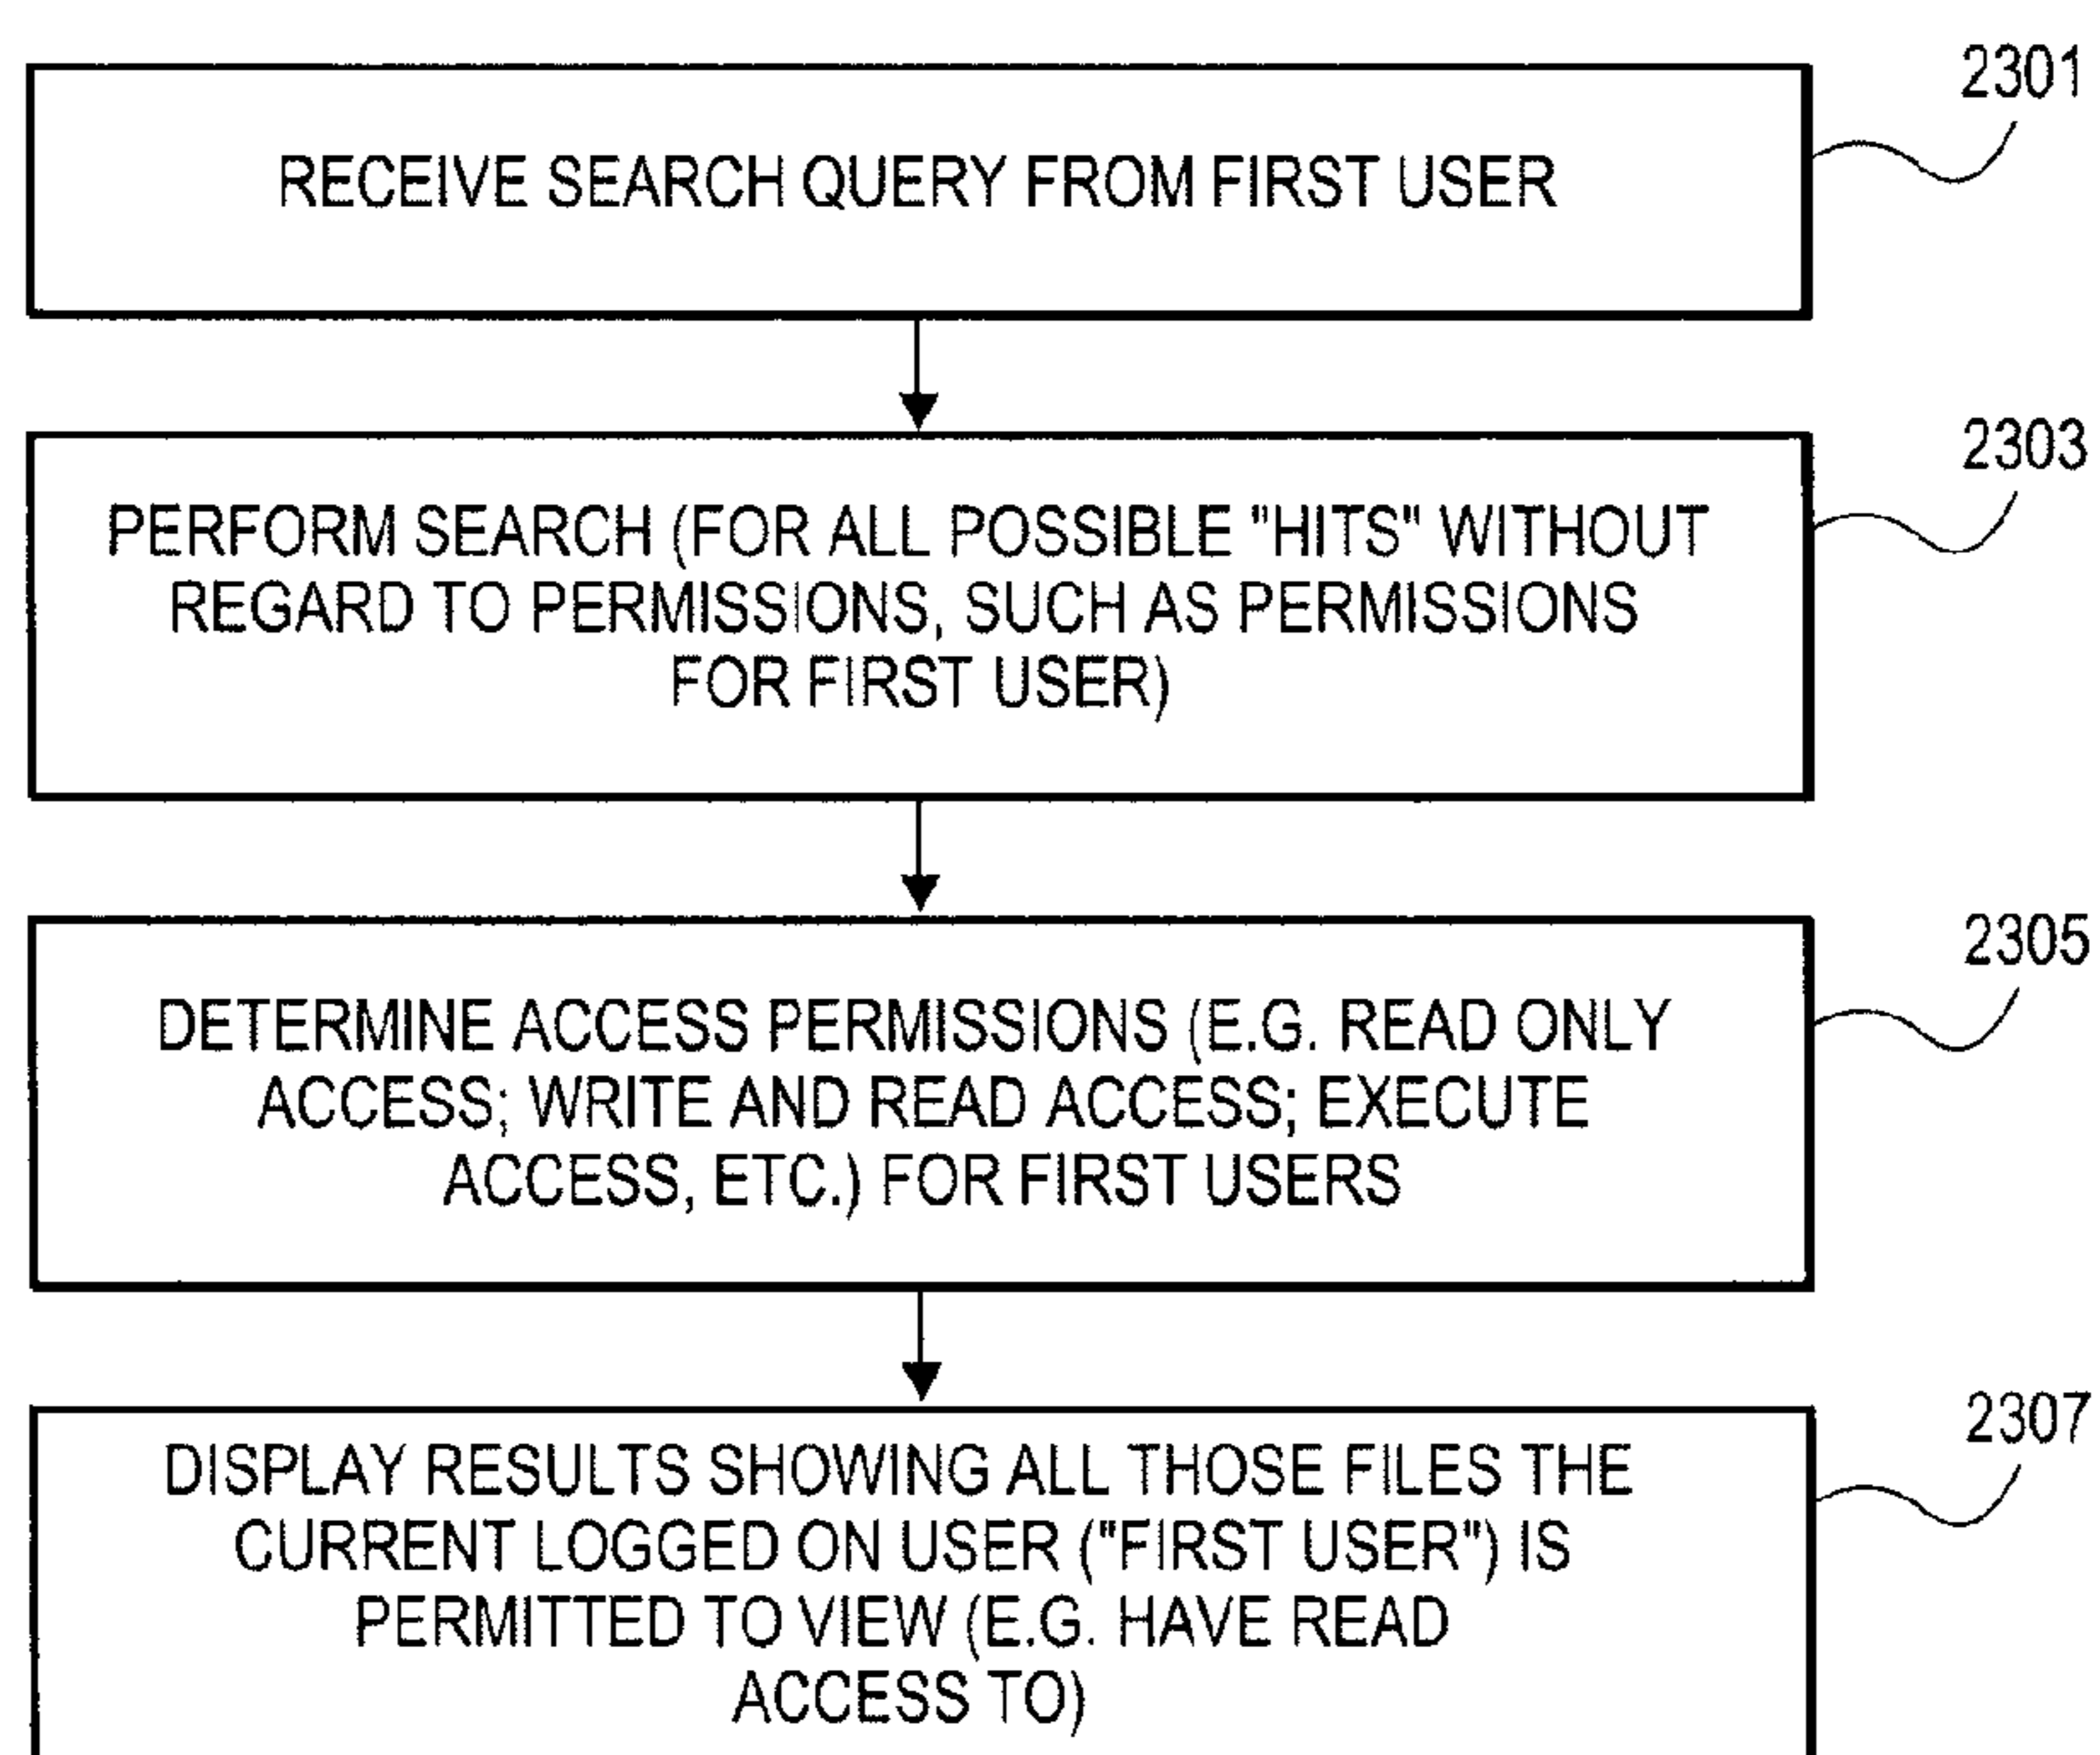 2301
RECEIVE SEARCH QUERY FROM FIRST USER
2303
PERFORM SEARCH (FOR ALL POSSIBLE "HITS" WITHOUT
REGARD TO PERMISSIONS, SUCH AS PERMISSIONS
FOR FIRST USER)
2305
DETERMINE ACCESS PERMISSIONS (E.G. READ ONLY
ACCESS; WRITE AND READ ACCESS; EXECUTE
ACCESS, ETC.) FOR FIRST USERS
2307
DISPLAY RESULTS SHOWING ALL THOSE FILES THE
CURRENT LOGGED ON USER ("FIRST USER") IS
PERMITTED TO VIEW (E.G. HAVE READ
ACCESS TO)